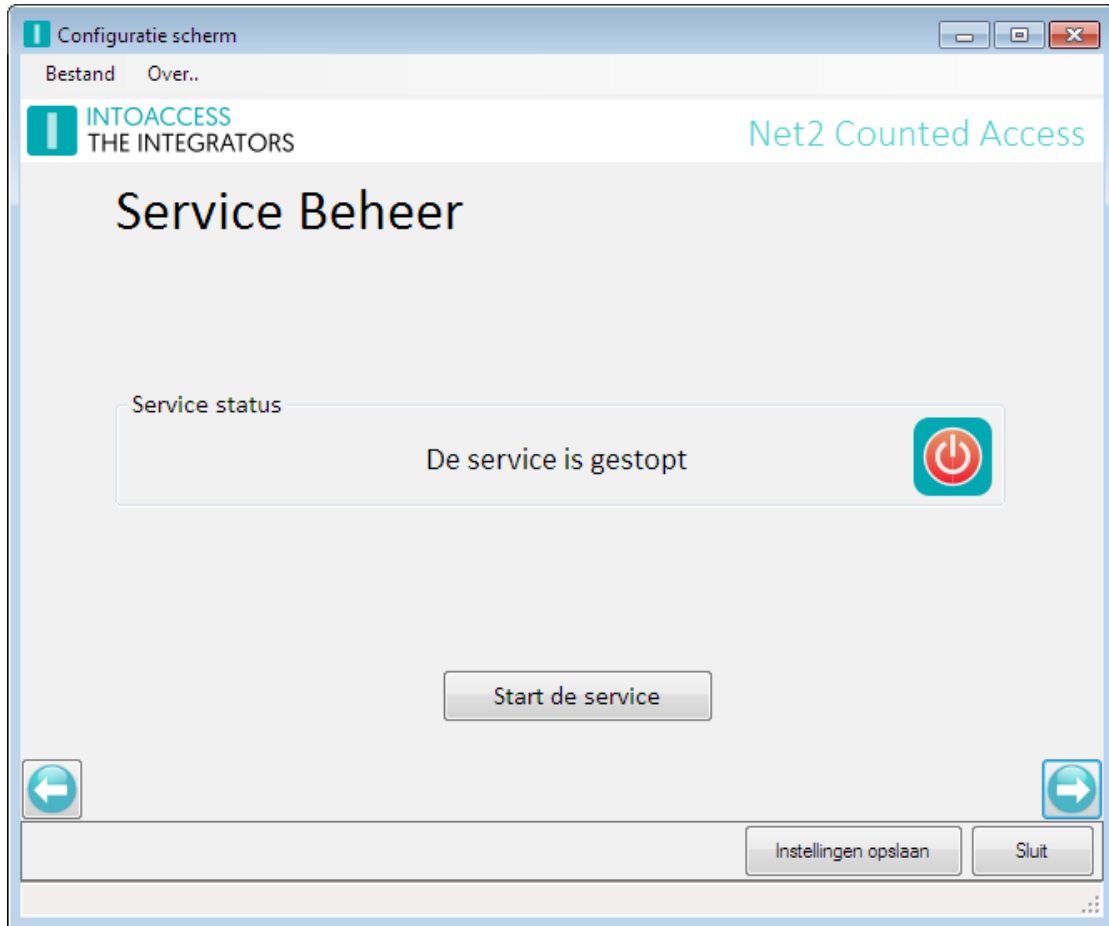 Configuratie scherm
Bestand Over..
INTOACCESS
THE INTEGRATORS
Net2 Counted Access
Service Beheer
Service status
De service is gestopt
Start de service
Instellingen opslaan Sluit